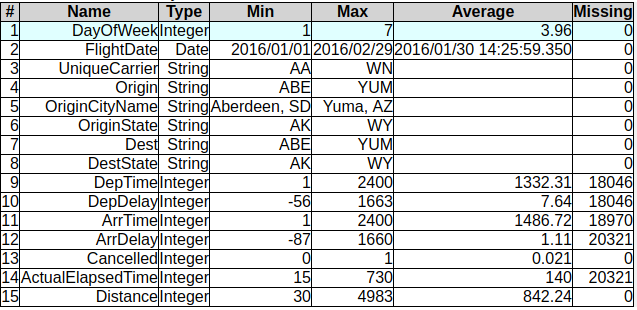 # Name Type Min Max Average Missing
1 DayOfWeek Integer 1 7 3.96 0
2 FlightDate Date 2016/01/01 2016/02/29 2016/01/30 14:25:59.350 0
3 UniqueCarrier String AA WN 0
4 Origin String ABE YUM 0
5 OriginCityName String Aberdeen, SD Yuma, AZ 0
6 OriginState String AK WY 0
7 Dest String ABE YUM 0
8 DestState String AK WY 0
9 DepTime Integer 1 2400 1332.31 18046
10 DepDelay Integer -56 1663 7.64 18046
11 ArrTime Integer 1 2400 1486.72 18970
12 ArrDelay Integer -87 1660 1.11 20321
13 Cancelled Integer 0 1 0.021 0
14 ActualElapsedTime Integer 15 730 140 20321
15 Distance Integer 30 4983 842.24 0